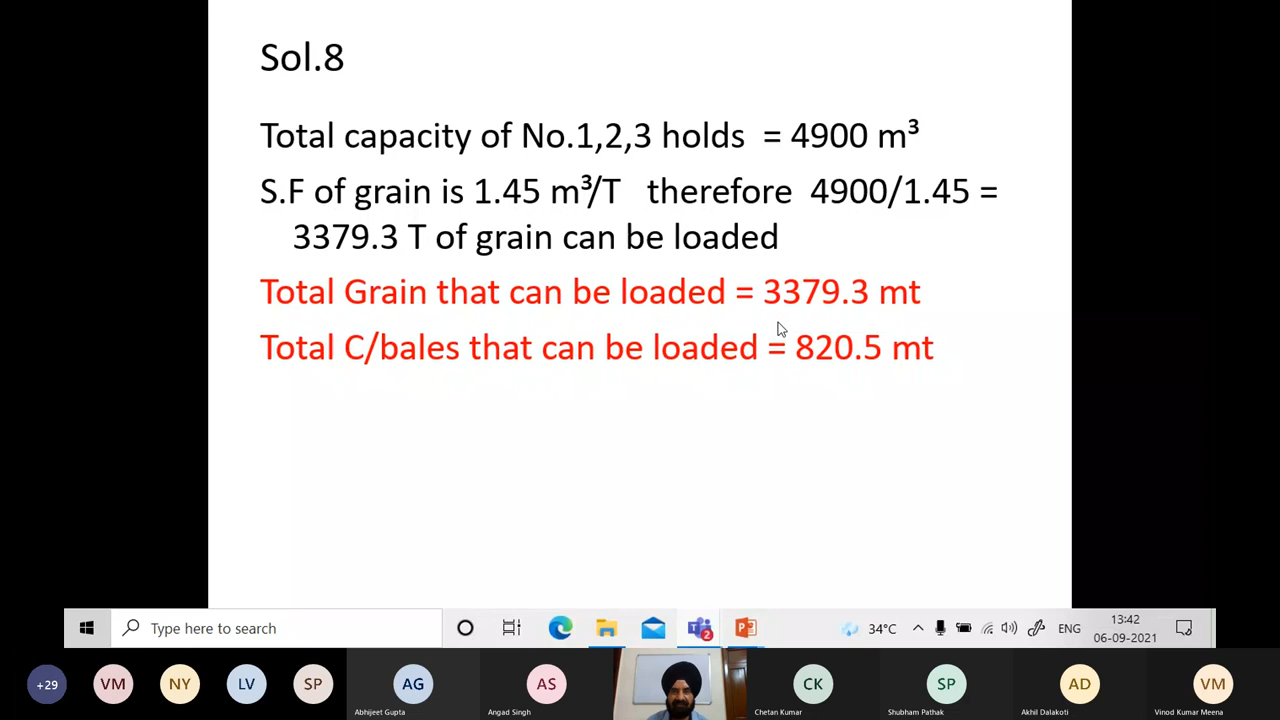 Sol.8
Total capacity of No.1,2,3 holds = 4900 m³
S.F of grain is 1.45 m³/T therefore 4900/1.45 =
3379.3 T of grain can be loaded
Total Grain that can be loaded = 3379.3 mt
Total C/bales that can be loaded = 820.5 mt
Type here to search
2
34°C
ENG
13:42
06-09-2021
+29
VM
NY
LV
SP
AG
Abhijeet Gupta
AS
Angad Singh
CK
Chetan Kumar
SP
Shubham Pathak
AD
Akhil Dalakoti
VM
Vinod Kumar Meena